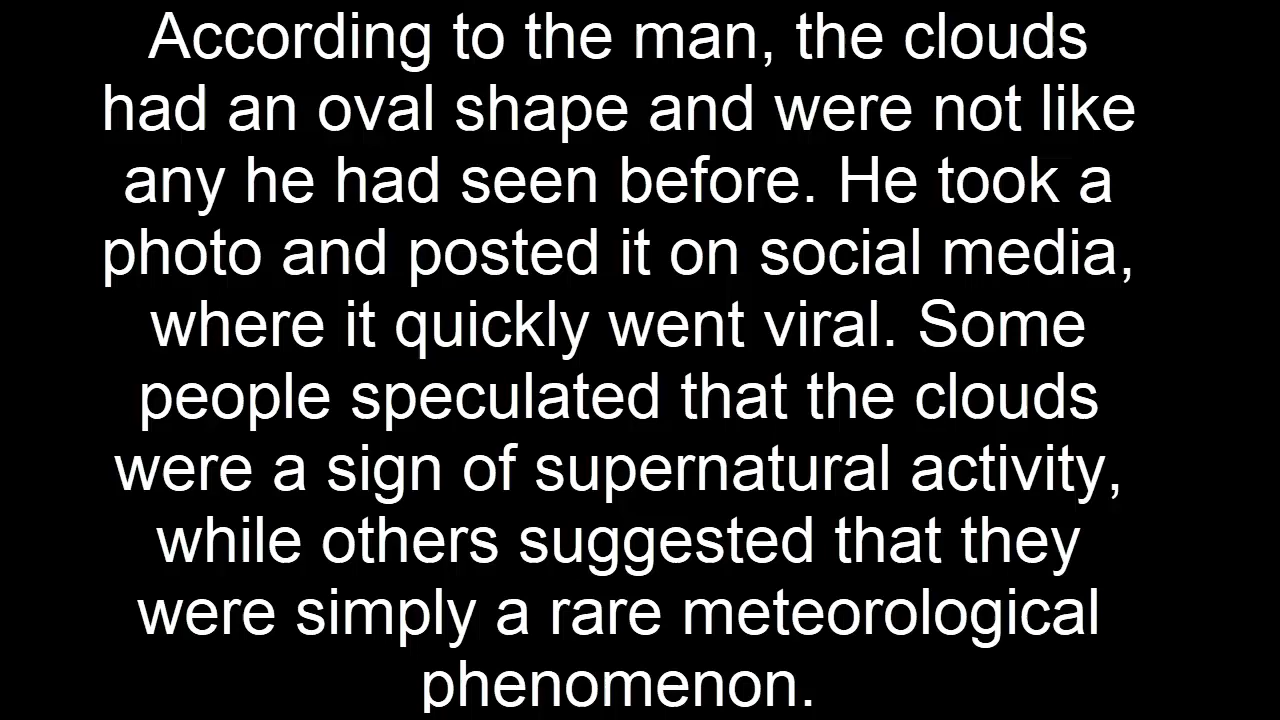 According to the man, the clouds
had an oval shape and were not like
any he had seen before. He took a
photo and posted it on social media,
where it quickly went viral. Some
people speculated that the clouds
were a sign of supernatural activity,
while others suggested that they
were simply a rare meteorological
phenomenon.